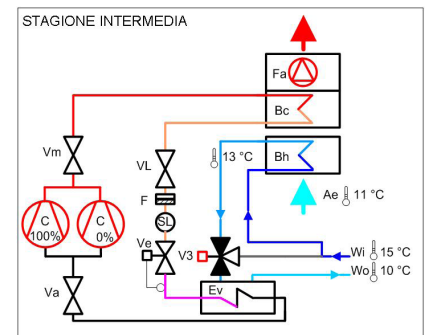 STAGIONE INTERMEDIA
Fa
Bc
Vm
VL
13 °C
Bh
F
Ae 11 °C
C
100%
C
0%
SL
Ve
V3
Wi 15 °C
Wo 10 °C
Va
Ev